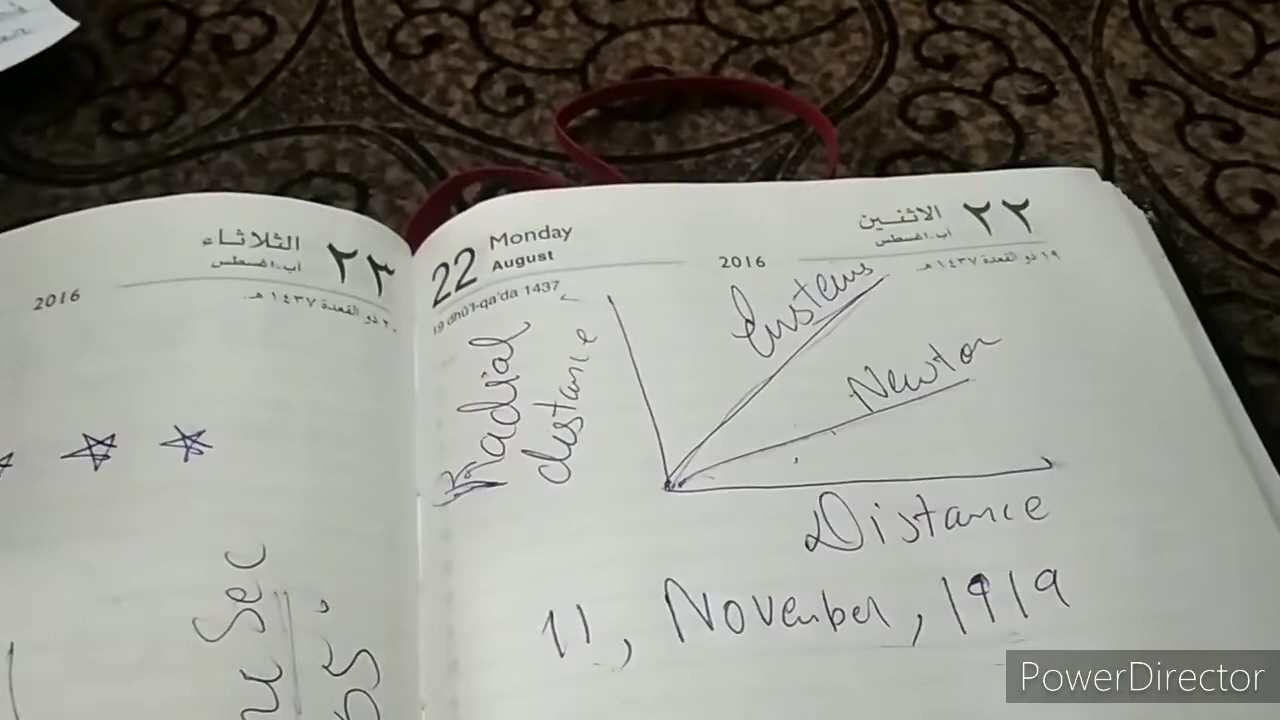 2016
الثلاثاء
آب-اغسطس
٢٣
٢٠ ذو القعدة ١٤٣٧ هـ
Sec
22 Monday
August
19 dhū'l-qa'da 1437
2016
الاثنين
آب-اغسطس
٢٢
١٩ ذو القعدة ١٤٣٧ هـ
Radial
distance
Newton
Distance
11, November, 1919
PowerDirector